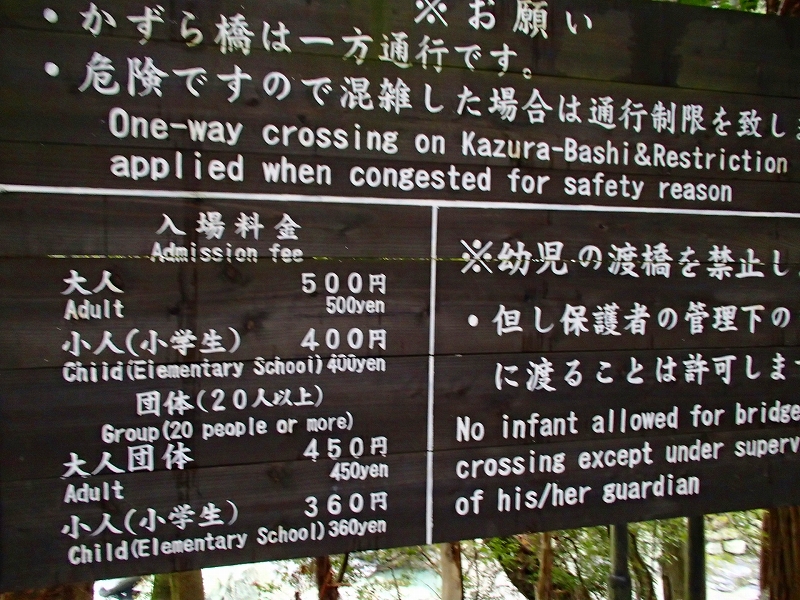 ※お願い
・かずら橋は一方通行です。
・危険ですので混雑した場合は通行制限を致し
One-way crossing on Kazura-Bashi&Restriction
applied when congested for safety reason
入場料金
Admission fee
大人 500円
Adult 500yen
小人(小学生) 400円
Child(Elementary School) 400yen
団体(20人以上)
Group(20 people or more)
大人団体 450円
Adult 450yen
小人(小学生) 360円
Child(Elementary School) 360yen
※幼児の渡橋を禁止し
・但し保護者の管理下の
に渡ることは許可しま
No infant allowed for bridge
crossing except under superv
of his/her guardian